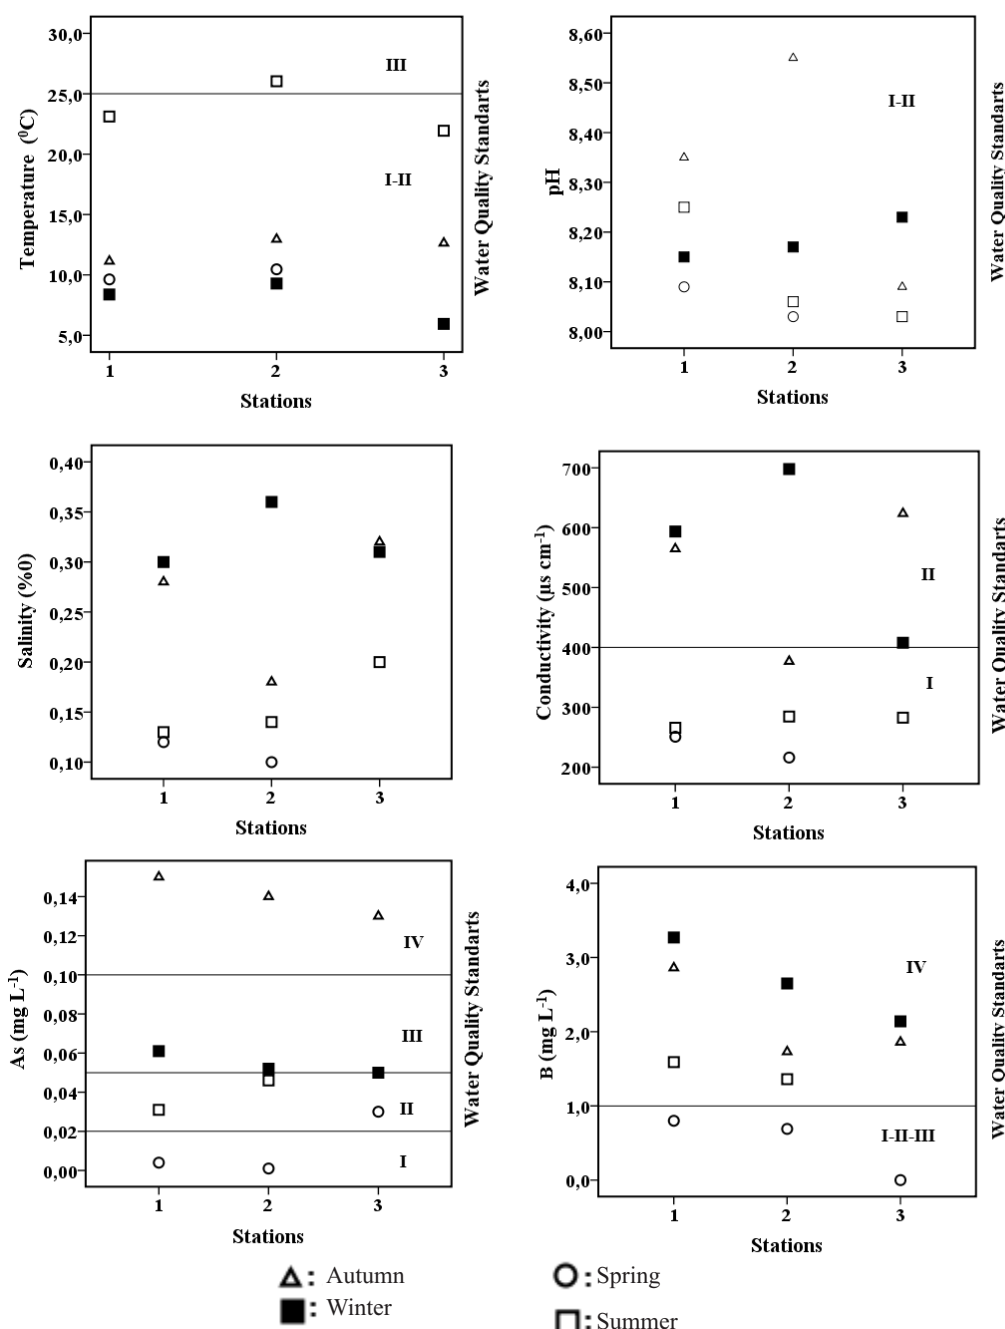 30,0
25,0
20,0
15,0
10,0
5,0
Temperature (⁰C)
III
I-II
Water Quality Standarts
1 2 3
Stations
8,60
8,50
8,40
8,30
8,20
8,10
8,00
pH
I-II
Water Quality Standarts
1 2 3
Stations
0,40
0,35
0,30
0,25
0,20
0,15
0,10
Salinity (%0)
1 2 3
Stations
700
600
500
400
300
200
Conductivity (µs cm⁻¹)
II
I
Water Quality Standarts
1 2 3
Stations
0,14
0,12
0,10
0,08
0,06
0,04
0,02
0,00
As (mg L⁻¹)
IV
III
II
I
Water Quality Standarts
1 2 3
Stations
4,0
3,0
2,0
1,0
0,0
B (mg L⁻¹)
IV
I-II-III
Water Quality Standarts
1 2 3
Stations
: Autumn
: Spring
: Winter
: Summer